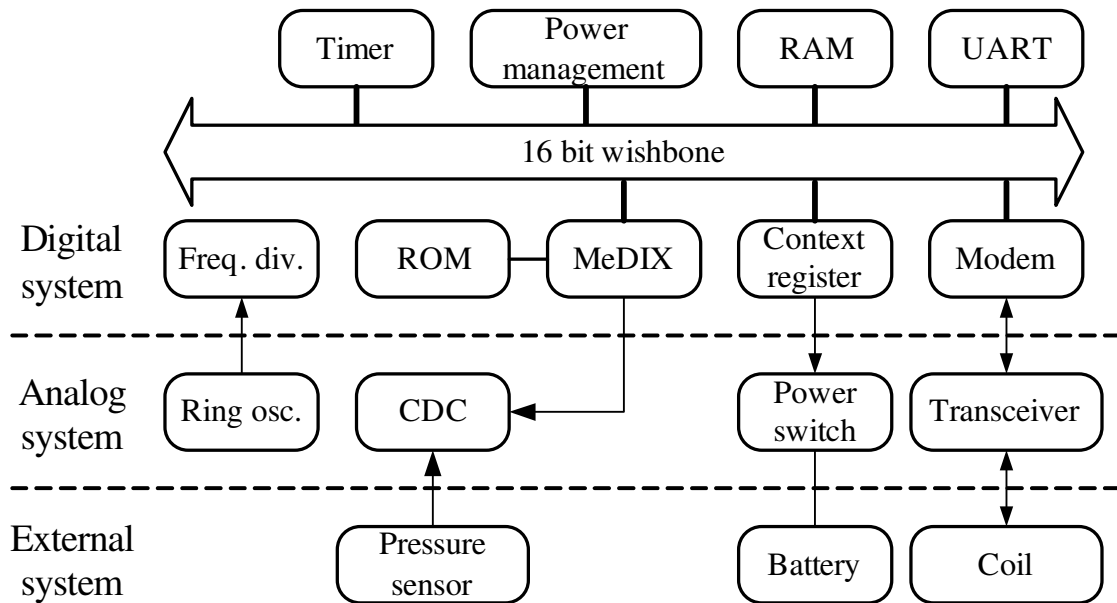 Timer
Power
management
RAM
UART
16 bit wishbone
Digital
system
Freq. div.
ROM
MeDIX
Context
register
Modem
Analog
system
Ring osc.
CDC
Power
switch
Transceiver
External
system
Pressure
sensor
Battery
Coil